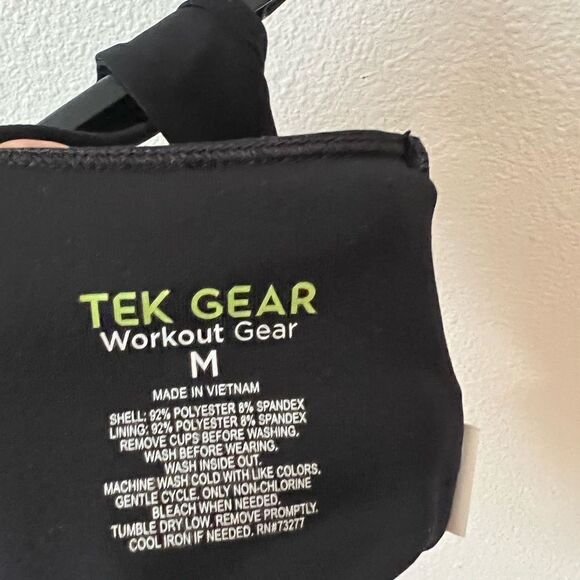 TEK GEAR
Workout Gear
M
MADE IN VIETNAM
SHELL: 92% POLYESTER 8% SPANDEX
LINING: 92% POLYESTER 8% SPANDEX
REMOVE CUPS BEFORE WASHING.
WASH BEFORE WEARING.
WASH INSIDE OUT.
MACHINE WASH COLD WITH LIKE COLORS,
GENTLE CYCLE. ONLY NON-CHLORINE
BLEACH WHEN NEEDED.
TUMBLE DRY LOW. REMOVE PROMPTLY.
COOL IRON IF NEEDED. RN#73277